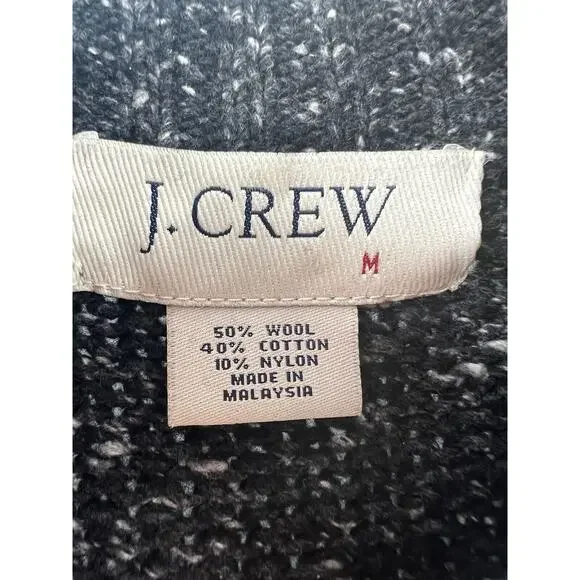 J. CREW
M
50% WOOL
40% COTTON
10% NYLON
MADE IN
MALAYSIA